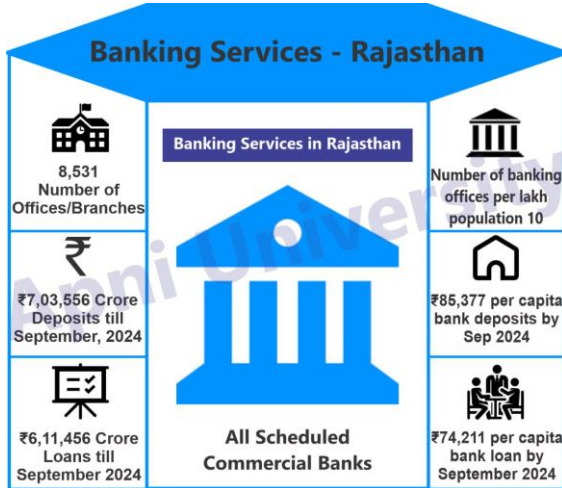 Banking Services - Rajasthan
8,531
Number of
Offices/Branches
₹
₹7,03,556 Crore
Deposits till
September, 2024
₹6,11,456 Crore
Loans till
September 2024
Banking Services in Rajasthan
All Scheduled
Commercial Banks
Number of banking
offices per lakh
population 10
₹85,377 per capita
bank deposits by
Sep 2024
₹74,211 per capita
bank loan by
September 2024
Apni University